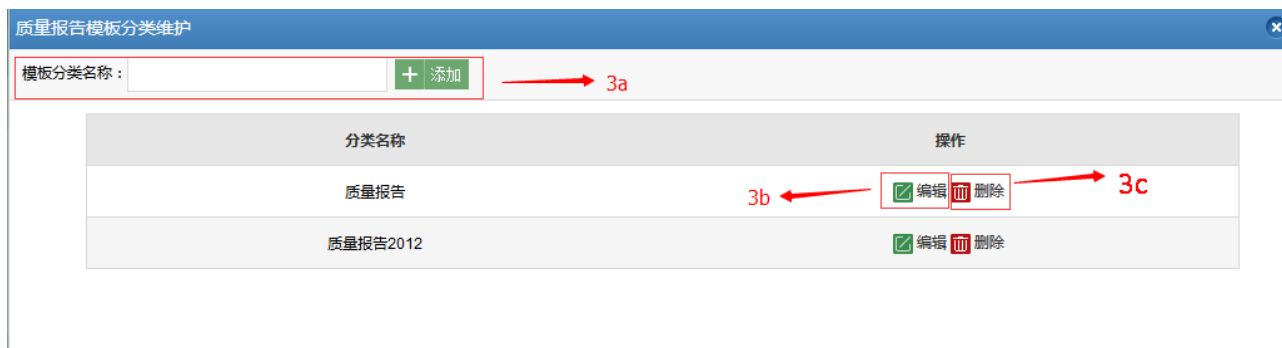 质量报告模板分类维护
模板分类名称： 添加 3a
分类名称 操作
质量报告 3b 编辑 删除 3c
质量报告2012 编辑 删除